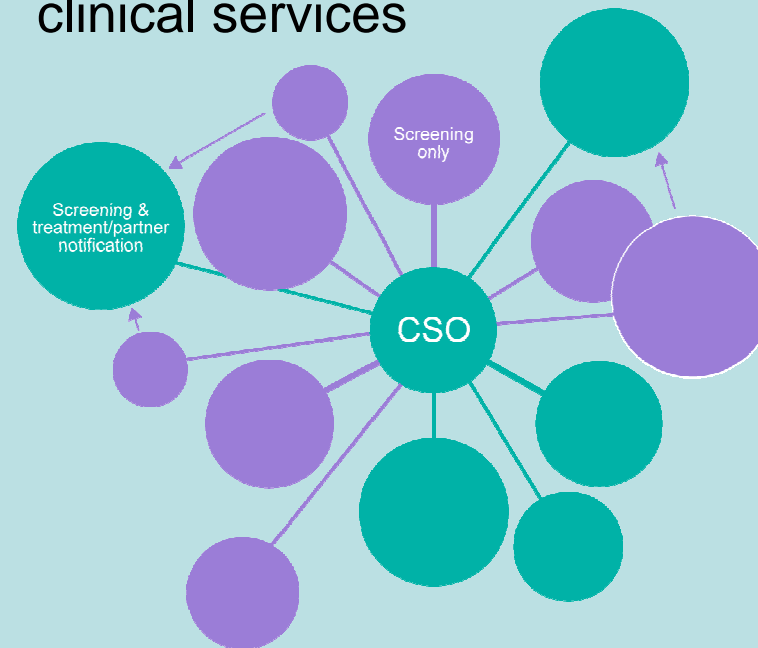 clinical services
Screening
only
Screening &
treatment/partner
notification
CSO